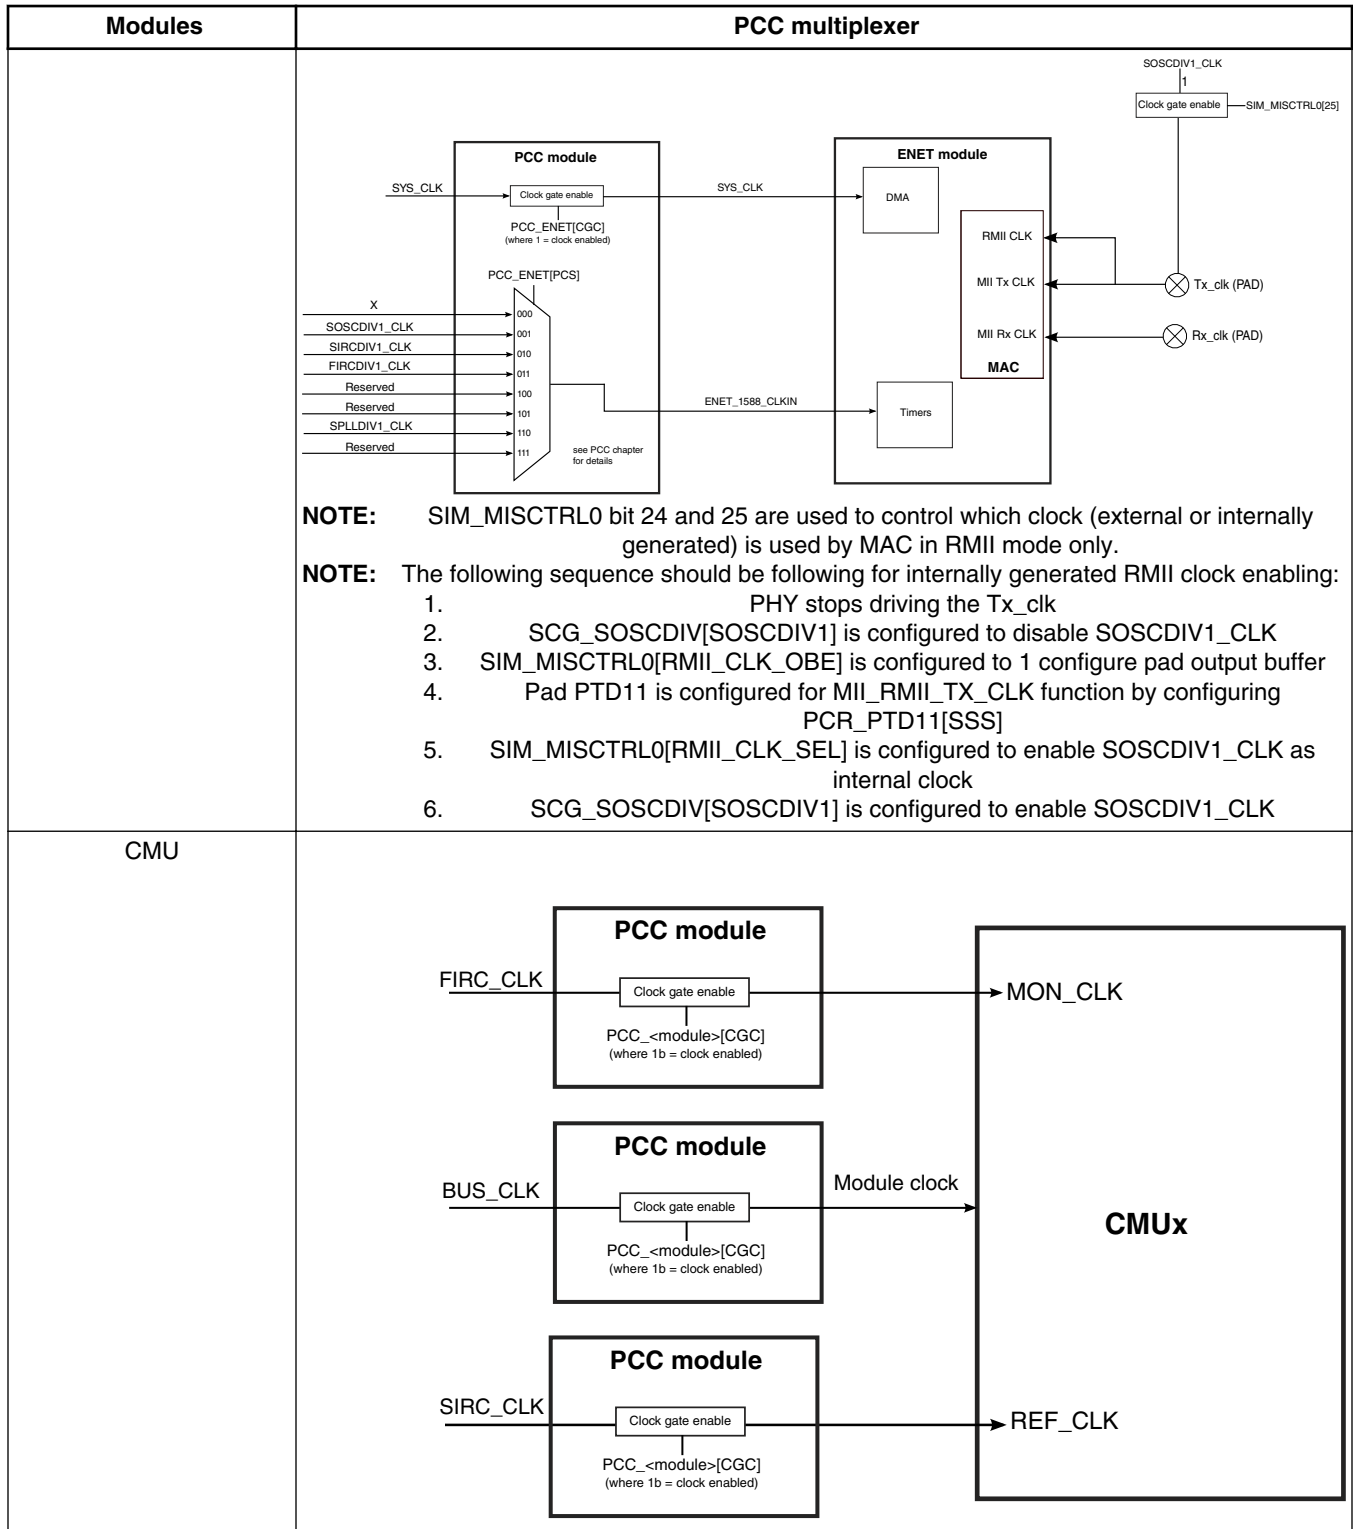 Modules
PCC multiplexer
SOSCDIV1_CLK
1
Clock gate enable
SIM_MISCTRL0[25]
PCC module
SYS_CLK
Clock gate enable
PCC_ENET[CGC]
(where 1 = clock enabled)
PCC_ENET[PCS]
X
000
SOSCDIV1_CLK
001
SIRCDIV1_CLK
010
FIRCDIV1_CLK
011
Reserved
100
Reserved
101
SPLLDIV1_CLK
110
Reserved
111
see PCC chapter
for details
SYS_CLK
ENET_1588_CLKIN
ENET module
DMA
RMII CLK
MII Tx CLK
MII Rx CLK
MAC
Timers
Tx_clk (PAD)
Rx_clk (PAD)
NOTE: SIM_MISCTRL0 bit 24 and 25 are used to control which clock (external or internally
generated) is used by MAC in RMII mode only.
NOTE: The following sequence should be following for internally generated RMII clock enabling:
1. PHY stops driving the Tx_clk
2. SCG_SOSCDIV[SOSCDIV1] is configured to disable SOSCDIV1_CLK
3. SIM_MISCTRL0[RMII_CLK_OBE] is configured to 1 configure pad output buffer
4. Pad PTD11 is configured for MII_RMII_TX_CLK function by configuring
PCR_PTD11[SSS]
5. SIM_MISCTRL0[RMII_CLK_SEL] is configured to enable SOSCDIV1_CLK as
internal clock
6. SCG_SOSCDIV[SOSCDIV1] is configured to enable SOSCDIV1_CLK
CMU
PCC module
FIRC_CLK
Clock gate enable
PCC_<module>[CGC]
(where 1b = clock enabled)
MON_CLK
PCC module
BUS_CLK
Clock gate enable
PCC_<module>[CGC]
(where 1b = clock enabled)
Module clock
CMUx
PCC module
SIRC_CLK
Clock gate enable
PCC_<module>[CGC]
(where 1b = clock enabled)
REF_CLK